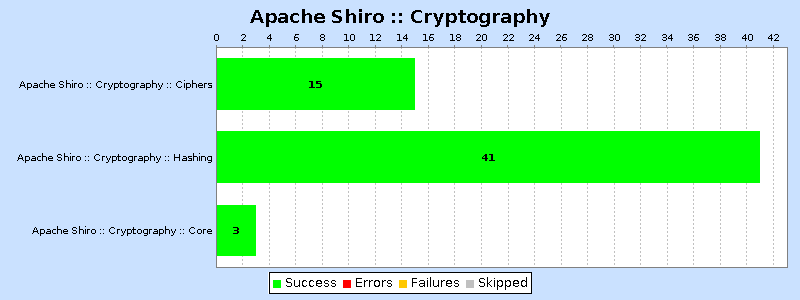 Apache Shiro :: Cryptography
0 2 4 6 8 10 12 14 16 18 20 22 24 26 28 30 32 34 36 38 40 42
Apache Shiro :: Cryptography :: Ciphers 15
Apache Shiro :: Cryptography :: Hashing 41
Apache Shiro :: Cryptography :: Core 3
Success Errors Failures Skipped